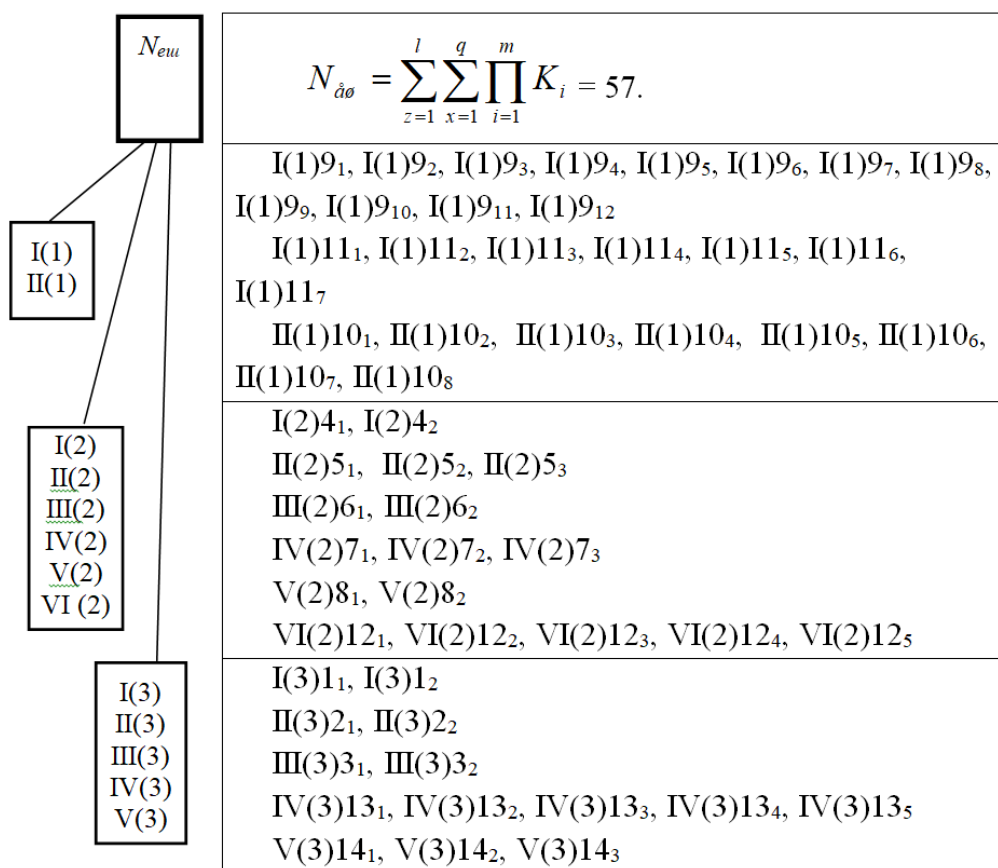 Nеш
N åø = ∑ l z=1 ∑ q x=1 ∏ m i=1 K i = 57.
I(1)
II(1)
I(1)9₁, I(1)9₂, I(1)9₃, I(1)9₄, I(1)9₅, I(1)9₆, I(1)9₇, I(1)9₈,
I(1)9₉, I(1)9₁₀, I(1)9₁₁, I(1)9₁₂
I(1)11₁, I(1)11₂, I(1)11₃, I(1)11₄, I(1)11₅, I(1)11₆,
I(1)11₇
II(1)10₁, II(1)10₂, II(1)10₃, II(1)10₄, II(1)10₅, II(1)10₆,
II(1)10₇, II(1)10₈
I(2)
II(2)
III(2)
IV(2)
V(2)
VI (2)
I(2)4₁, I(2)4₂
II(2)5₁, II(2)5₂, II(2)5₃
III(2)6₁, III(2)6₂
IV(2)7₁, IV(2)7₂, IV(2)7₃
V(2)8₁, V(2)8₂
VI(2)12₁, VI(2)12₂, VI(2)12₃, VI(2)12₄, VI(2)12₅
I(3)
II(3)
III(3)
IV(3)
V(3)
I(3)1₁, I(3)1₂
II(3)2₁, II(3)2₂
III(3)3₁, III(3)3₂
IV(3)13₁, IV(3)13₂, IV(3)13₃, IV(3)13₄, IV(3)13₅
V(3)14₁, V(3)14₂, V(3)14₃